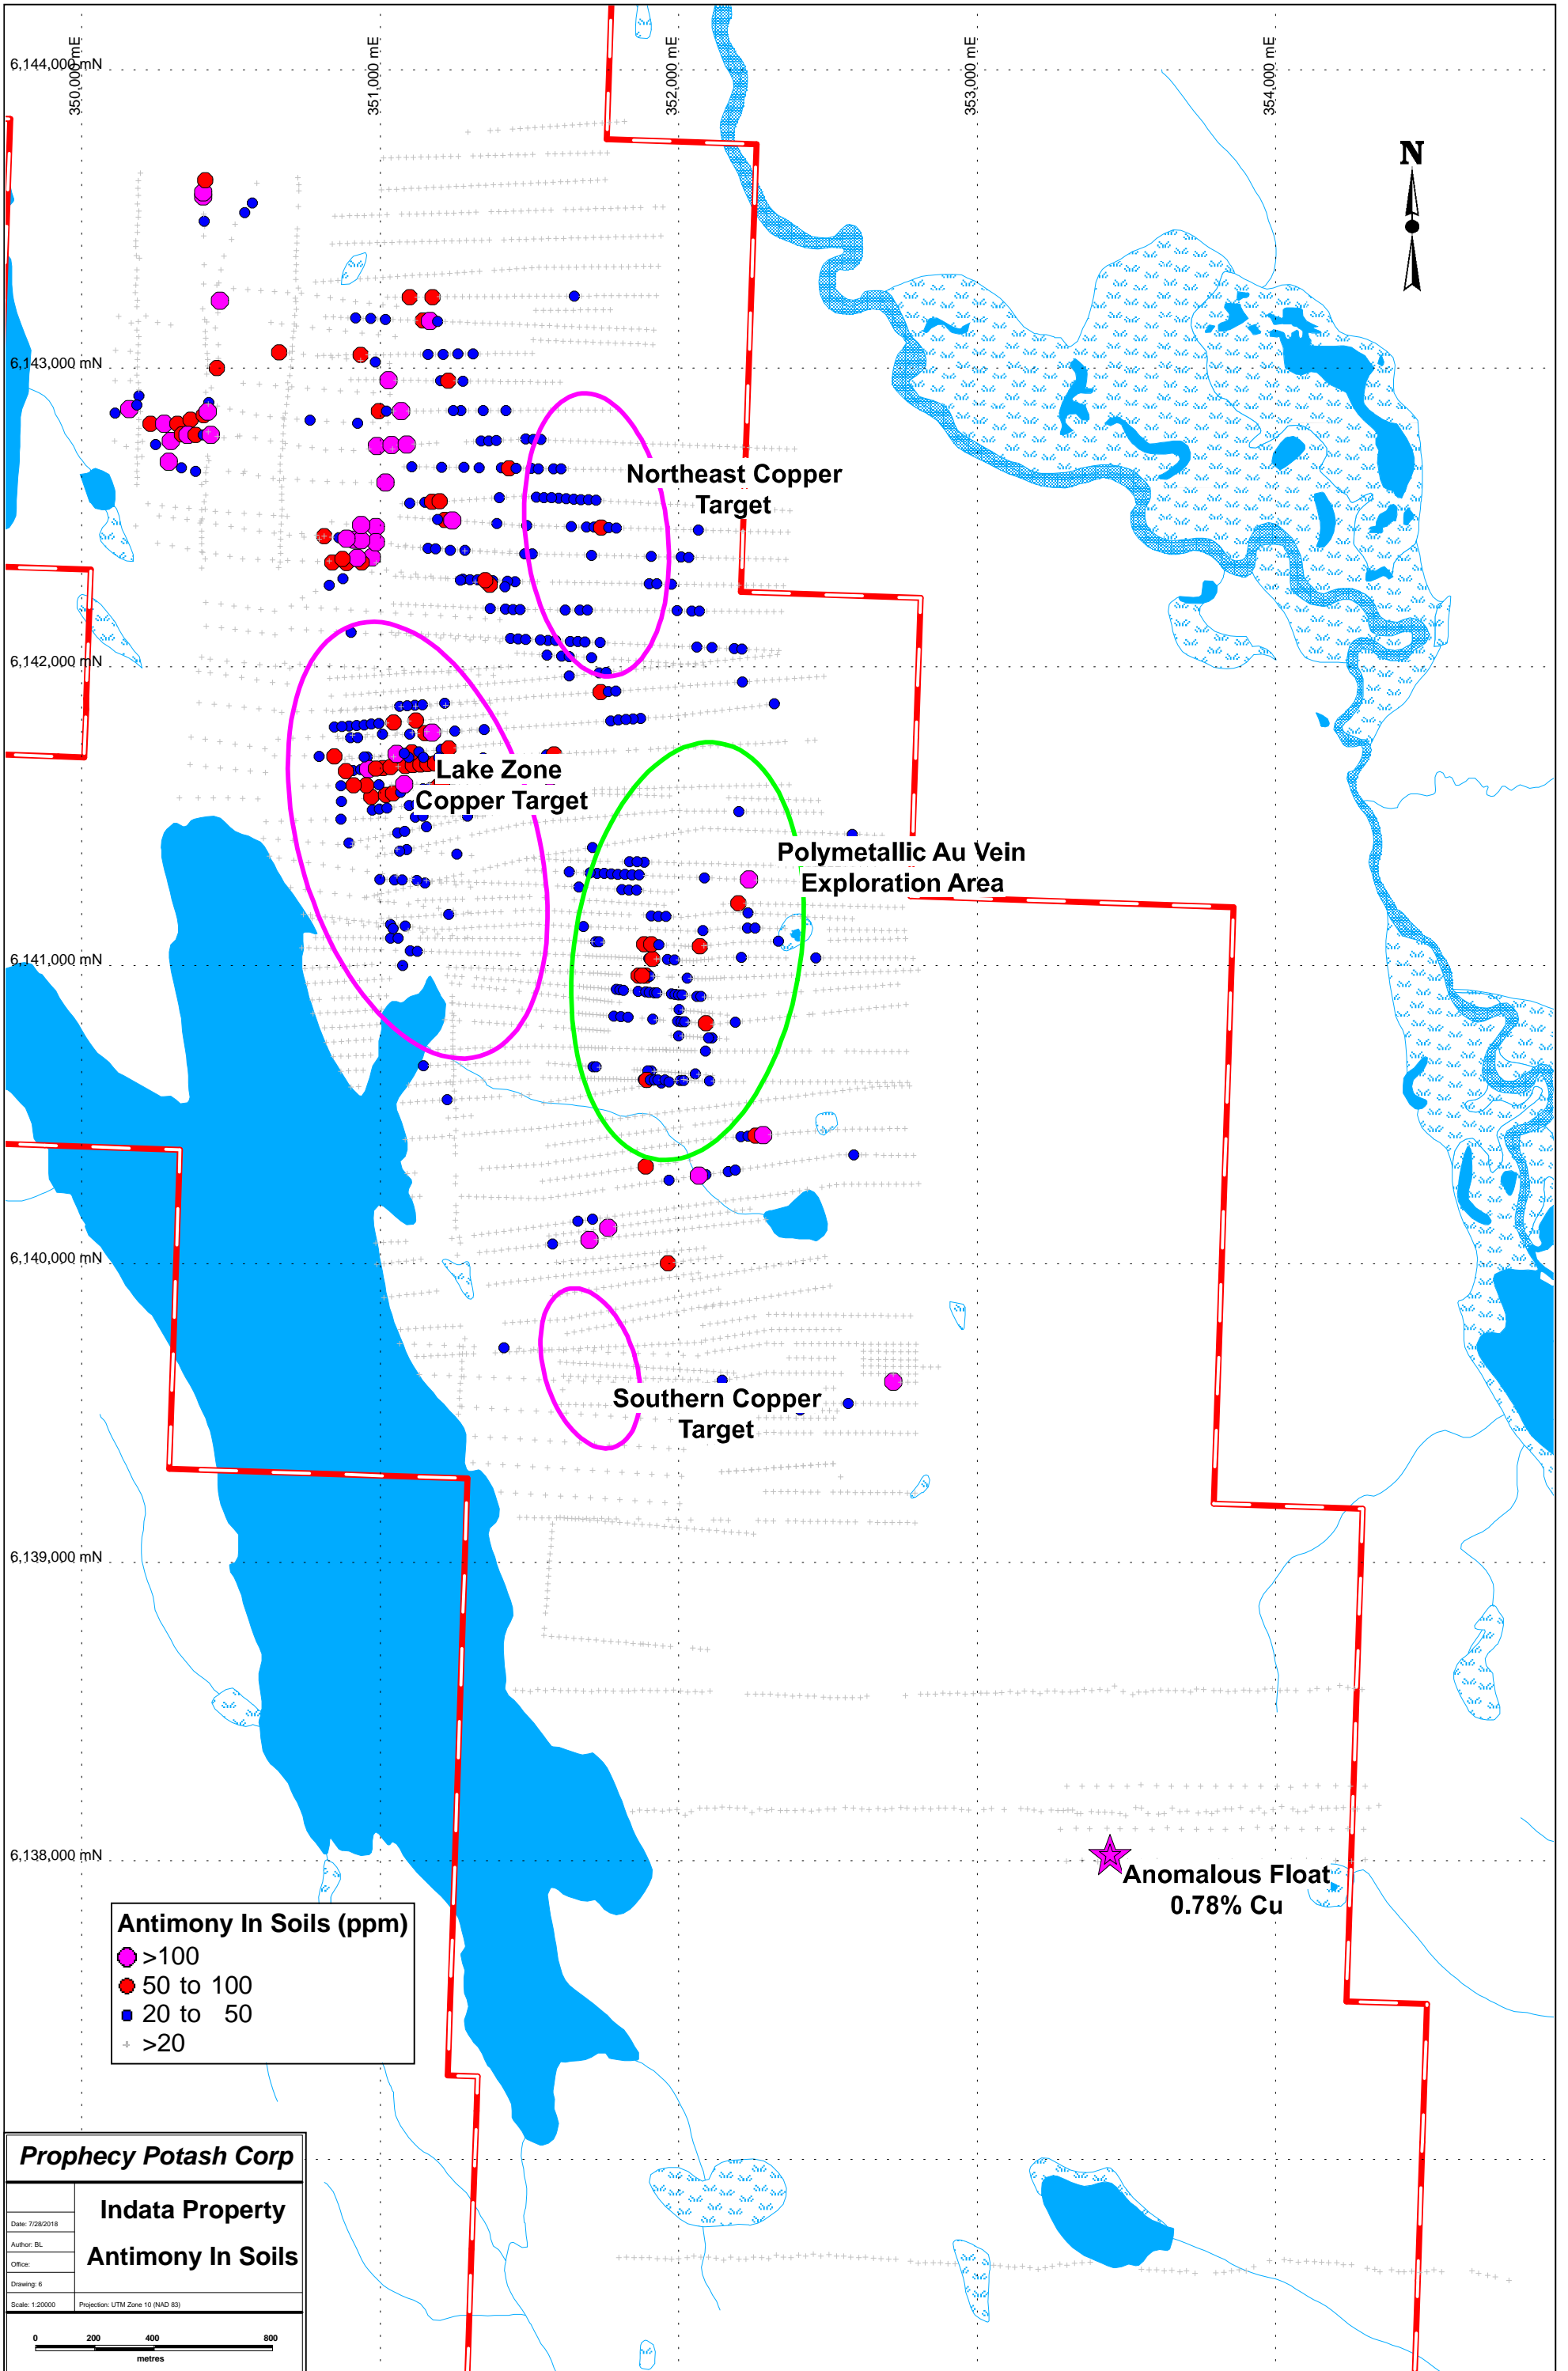 350,000 mE
351,000 mE
352,000 mE
353,000 mE
354,000 mE
6,144,000 mN
N
6,143,000 mN
Northeast Copper
Target
6,142,000 mN
Lake Zone
Copper Target
Polymetallic Au Vein
Exploration Area
6,141,000 mN
6,140,000 mN
Southern Copper
Target
6,139,000 mN
6,138,000 mN
Anomalous Float
0.78% Cu
Antimony In Soils (ppm)
>100
50 to 100
20 to 50
>20
Prophecy Potash Corp
Indata Property
Antimony In Soils
Date: 7/28/2018
Author: BL
Office:
Drawing: 6
Scale: 1:20000
Projection: UTM Zone 10 (NAD 83)
0 200 400 800
metres